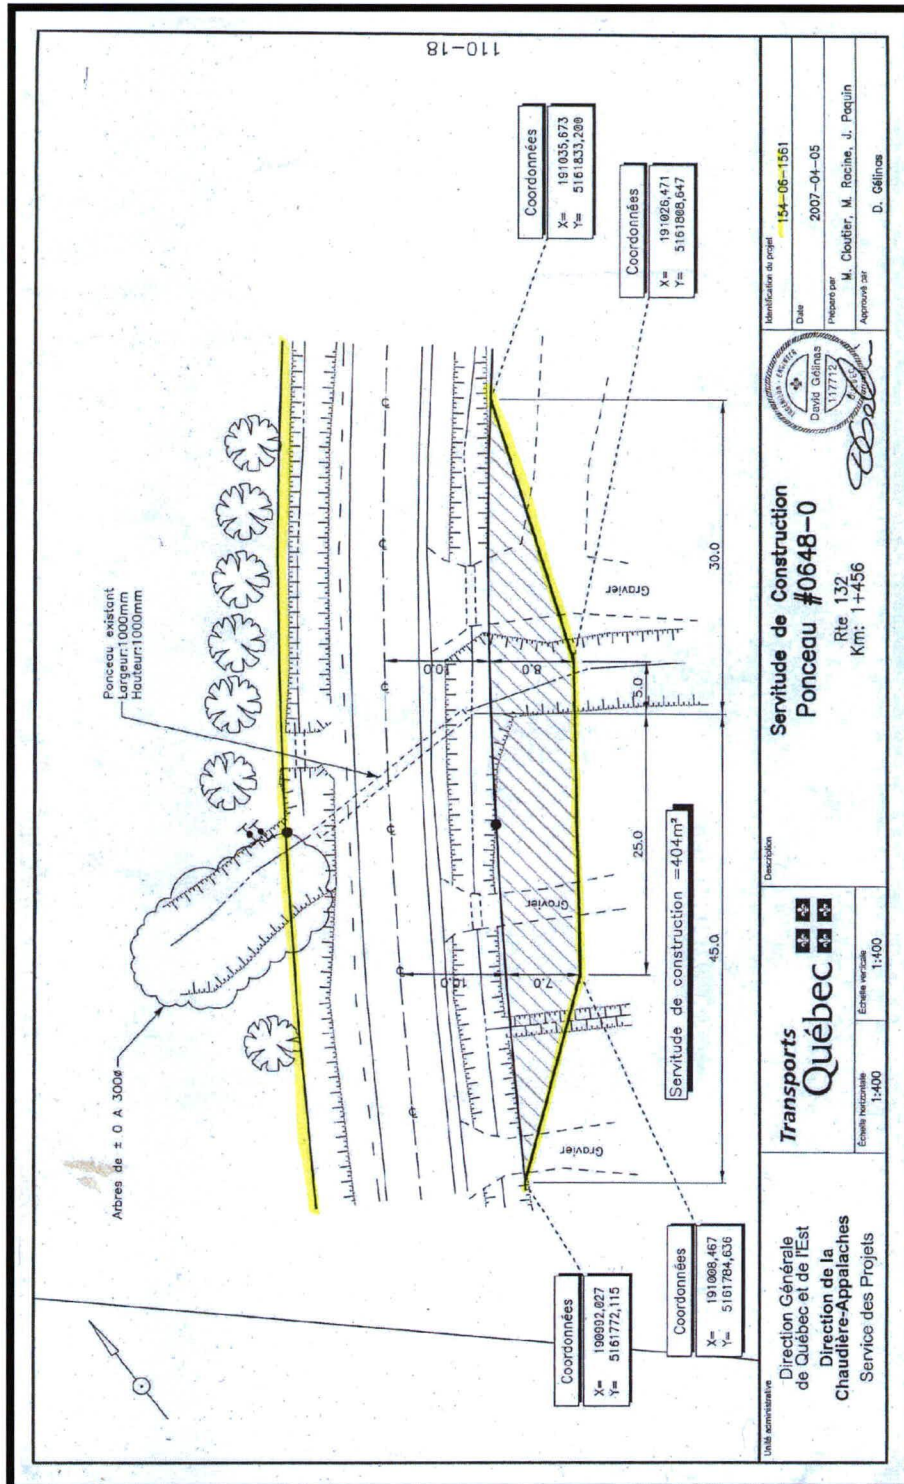 110-18
Ponceau existant
Largeur:1000mm
Hauteur:1000mm
Arbres de ± 0 A 300ø
Coordonnées
X= 191035,673
Y= 5161833,200
Coordonnées
X= 191026,471
Y= 5161808,647
Coordonnées
X= 190992,027
Y= 5161772,115
Coordonnées
X= 191008,467
Y= 5161784,636
Gravier
Gravier
Gravier
10.0
8.0
5.0
30.0
25.0
10.0
7.0
45.0
Servitude de construction =404m²
Unité administrative
Direction Générale
de Québec et de l'Est
Direction de la
Chaudière-Appalaches
Service des Projets
Transports
Québec
Échelle horizontale
1:400
Échelle verticale
1:400
Description
Servitude de Construction
Ponceau #0648-0
Rte 132
Km: 1+456
David Gélinas
117712
Identification du projet
154-06-1561
Date
2007-04-05
Préparé par
M. Cloutier, M. Racine, J. Paquin
Approuvé par
D. Gélinas